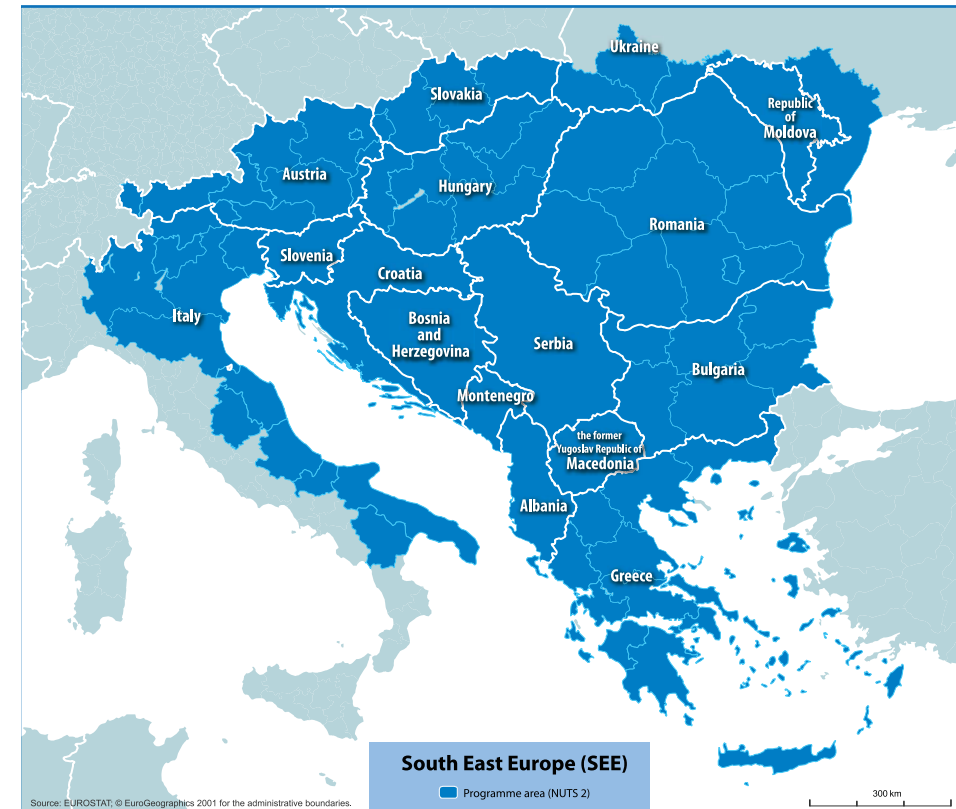 Ukraine
Slovakia
Republic
of
Moldova
Austria
Hungary
Romania
Slovenia
Croatia
Italy
Bosnia
and
Herzegovina
Serbia
Bulgaria
Montenegro
the former
Yugoslav Republic of
Macedonia
Albania
Greece
South East Europe (SEE)
Programme area (NUTS 2)
300 km
Source: EUROSTAT; © EuroGeographics 2001 for the administrative boundaries.